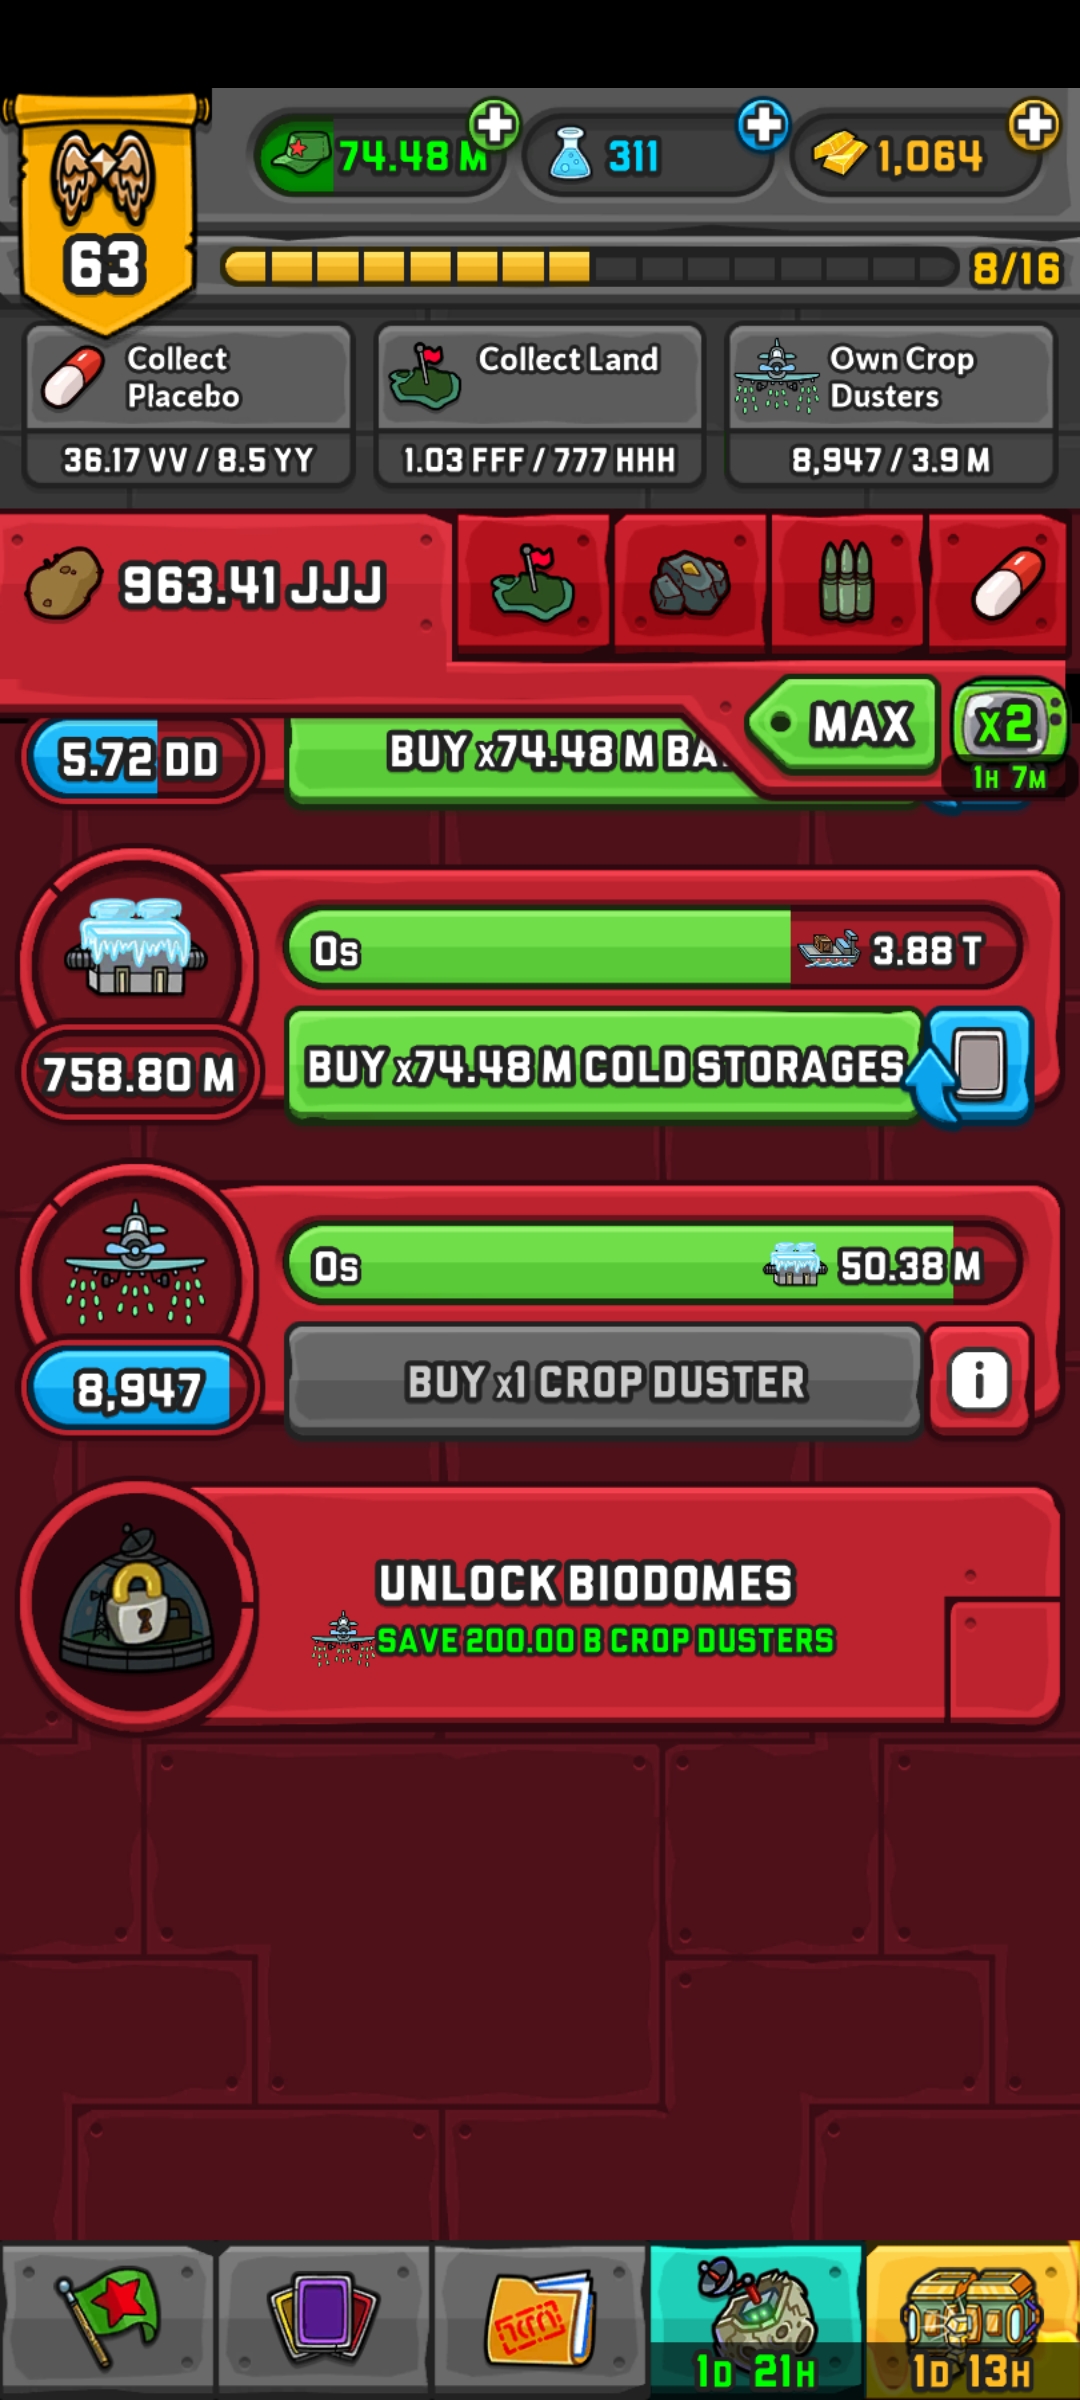 74.48 M
311
1,064
63
8/16
Collect
Placebo
36.17 VV / 8.5 YY
Collect Land
1.03 FFF / 777 HHH
Own Crop
Dusters
8,947 / 3.9 M
963.41 JJJ
MAX
x2
1H 7M
5.72 DD
BUY x74.48 M BA
0s
3.88 T
758.80 M
BUY x74.48 M COLD STORAGES
0s
50.38 M
8,947
BUY x1 CROP DUSTER
i
UNLOCK BIODOMES
SAVE 200.00 B CROP DUSTERS
1D 21H
1D 13H